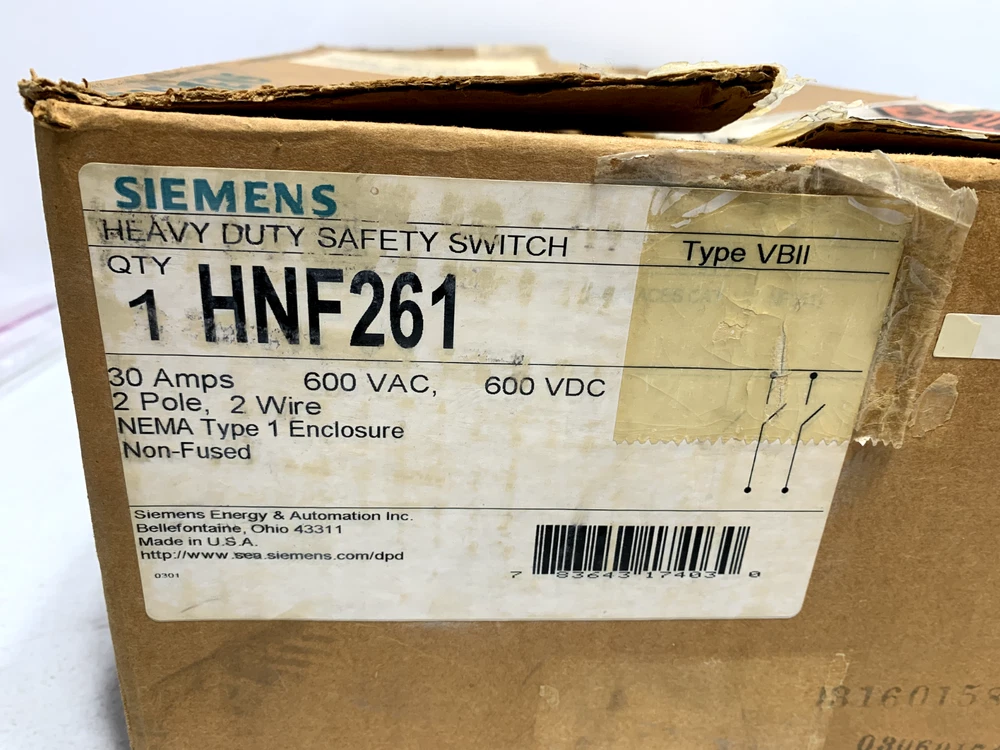 SIEMENS
HEAVY DUTY SAFETY SWITCH Type VBII
QTY
1 HNF261
30 Amps 600 VAC, 600 VDC
2 Pole, 2 Wire
NEMA Type 1 Enclosure
Non-Fused
Siemens Energy & Automation Inc.
Bellefontaine, Ohio 43311
Made in U.S.A.
http://www.sea.siemens.com/dpd
0301
7 83643 17403 0